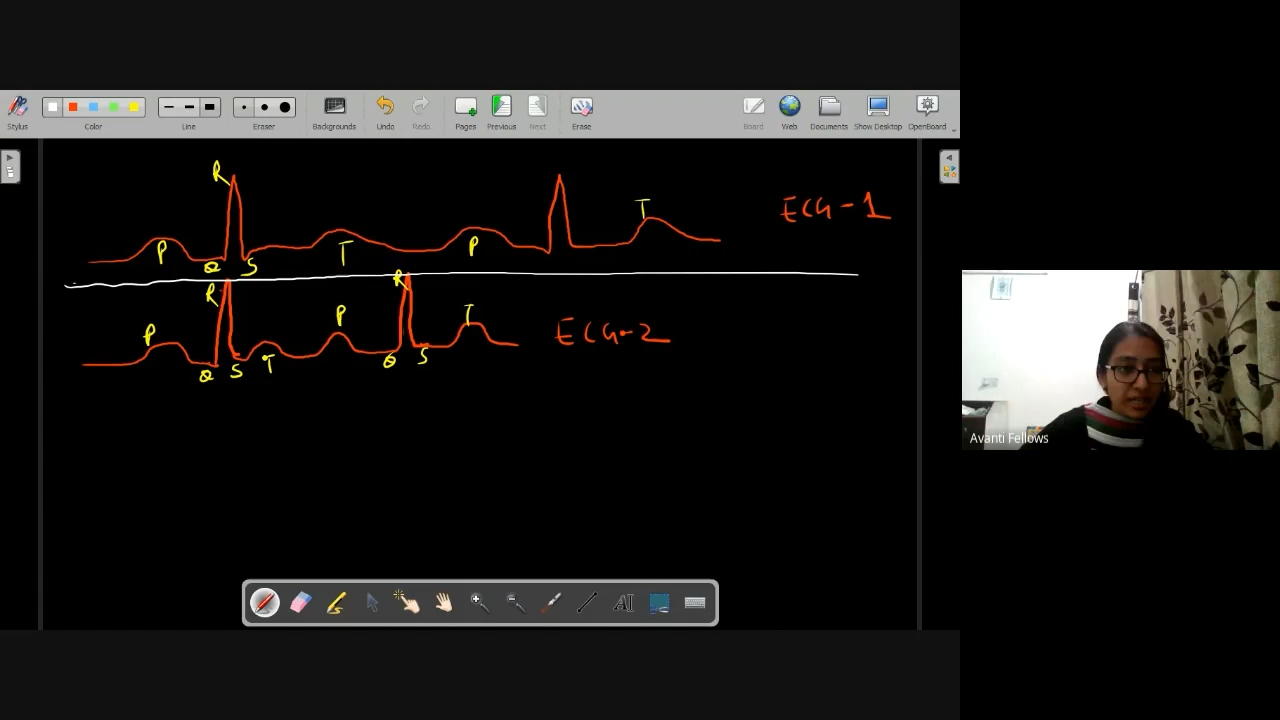 Stylus Color Line Eraser Backgrounds Undo Redo Pages Previous Next Erase Board Web Documents Show Desktop OpenBoard
R
T
ECG-1
P Q S T P
R R
P P T ECG-2
Q S T Q S
Avanti Fellows
AI